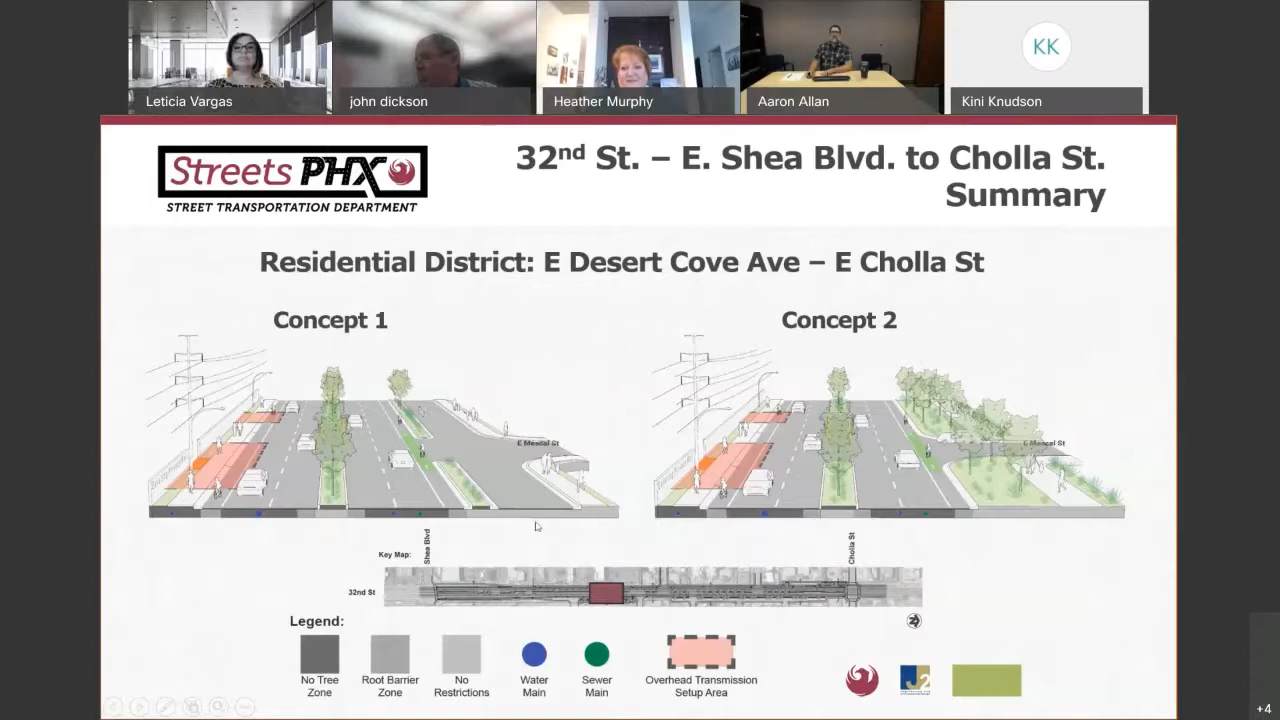 Leticia Vargas
john dickson
Heather Murphy
Aaron Allan
KK
Kini Knudson
Streets PHX
STREET TRANSPORTATION DEPARTMENT
32nd St. – E. Shea Blvd. to Cholla St.
Summary
Residential District: E Desert Cove Ave – E Cholla St
Concept 1
Concept 2
E Mescal St
E Mescal St
Shea Blvd
Cholla St
Key Map:
32nd St
Legend:
No Tree
Zone
Root Barrier
Zone
No
Restrictions
Water
Main
Sewer
Main
Overhead Transmission
Setup Area
J2
+4